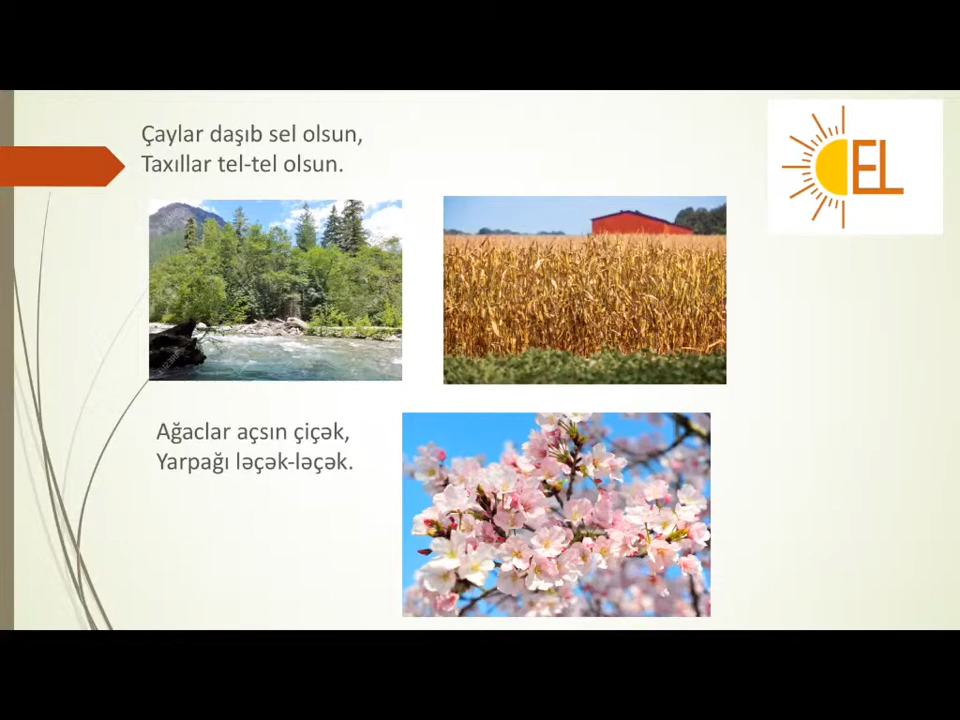 Çaylar daşıb sel olsun,
Taxıllar tel-tel olsun.
EL
Ağaclar açsın çiçək,
Yarpağı ləçək-ləçək.